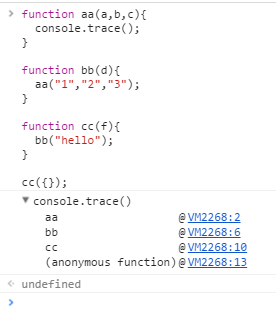 function aa(a,b,c){
console.trace();
}
function bb(d){
aa("1","2","3");
}
function cc(f){
bb("hello");
}
cc({});
console.trace()
aa @ VM2268:2
bb @ VM2268:6
cc @ VM2268:10
(anonymous function) @ VM2268:13
undefined